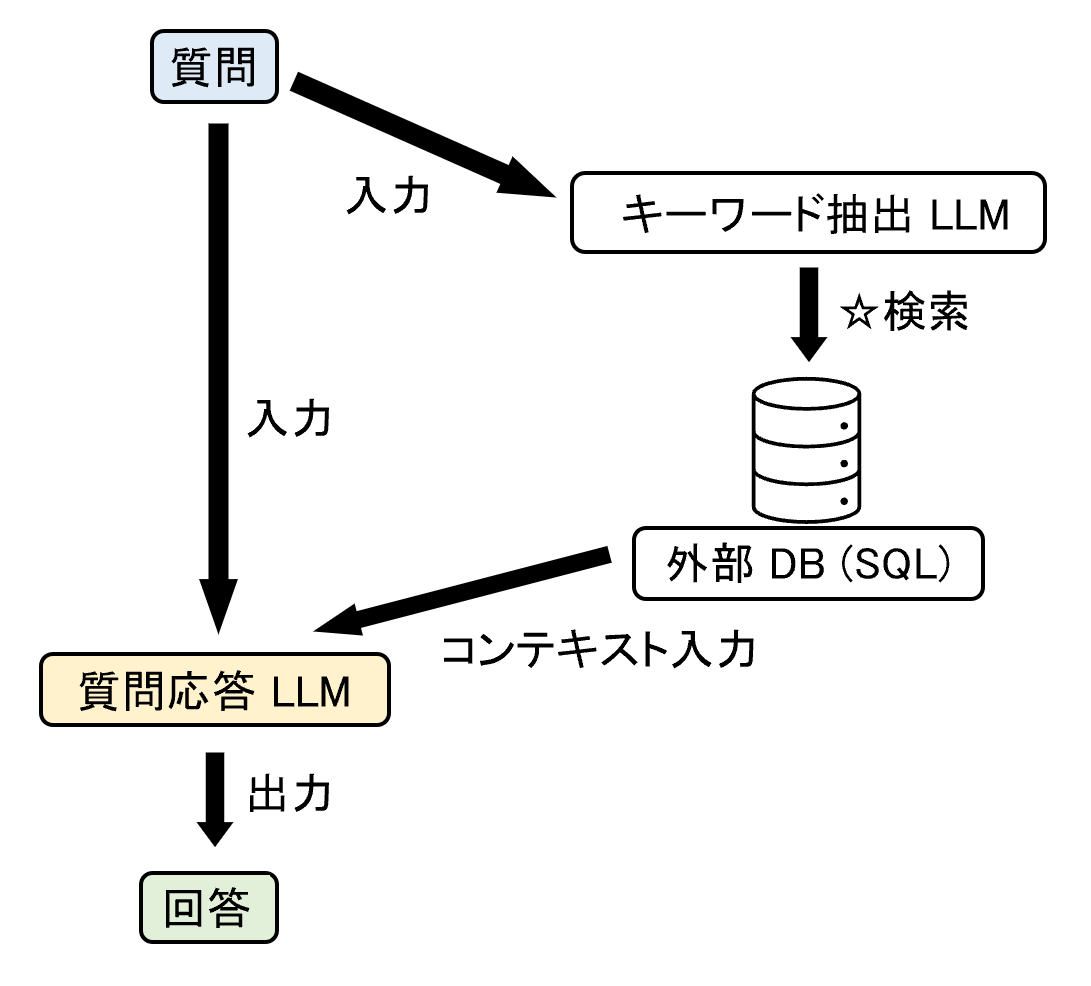 質問
入力
キーワード抽出 LLM
☆検索
入力
外部 DB (SQL)
コンテキスト入力
質問応答 LLM
出力
回答